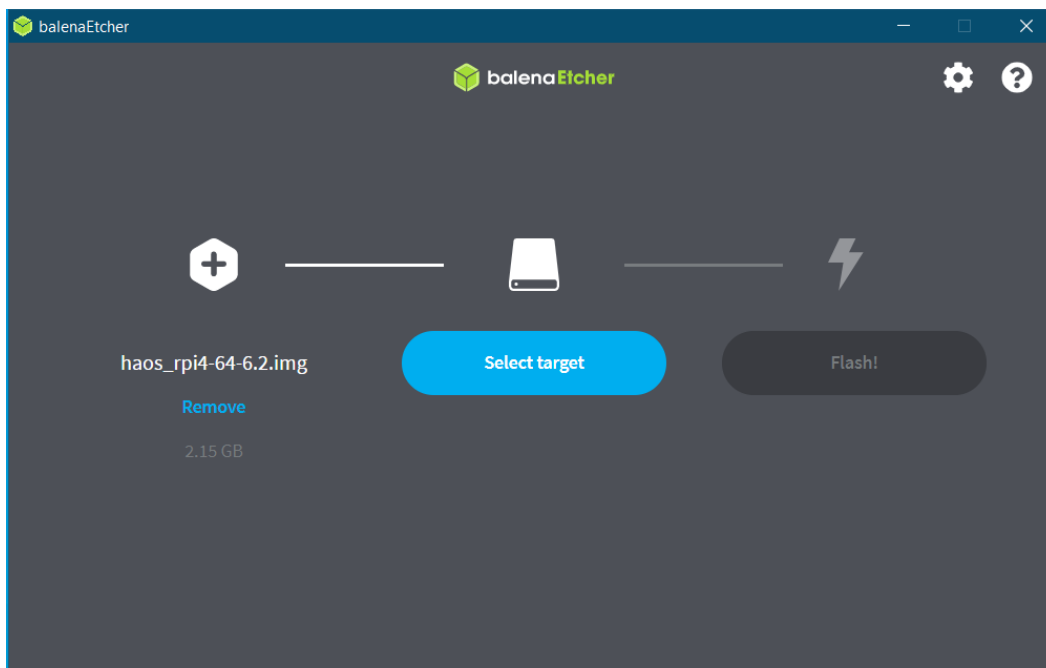 balenaEtcher
balenaEtcher
haos_rpi4-64-6.2.img
Select target
Flash!
Remove
2.15 GB